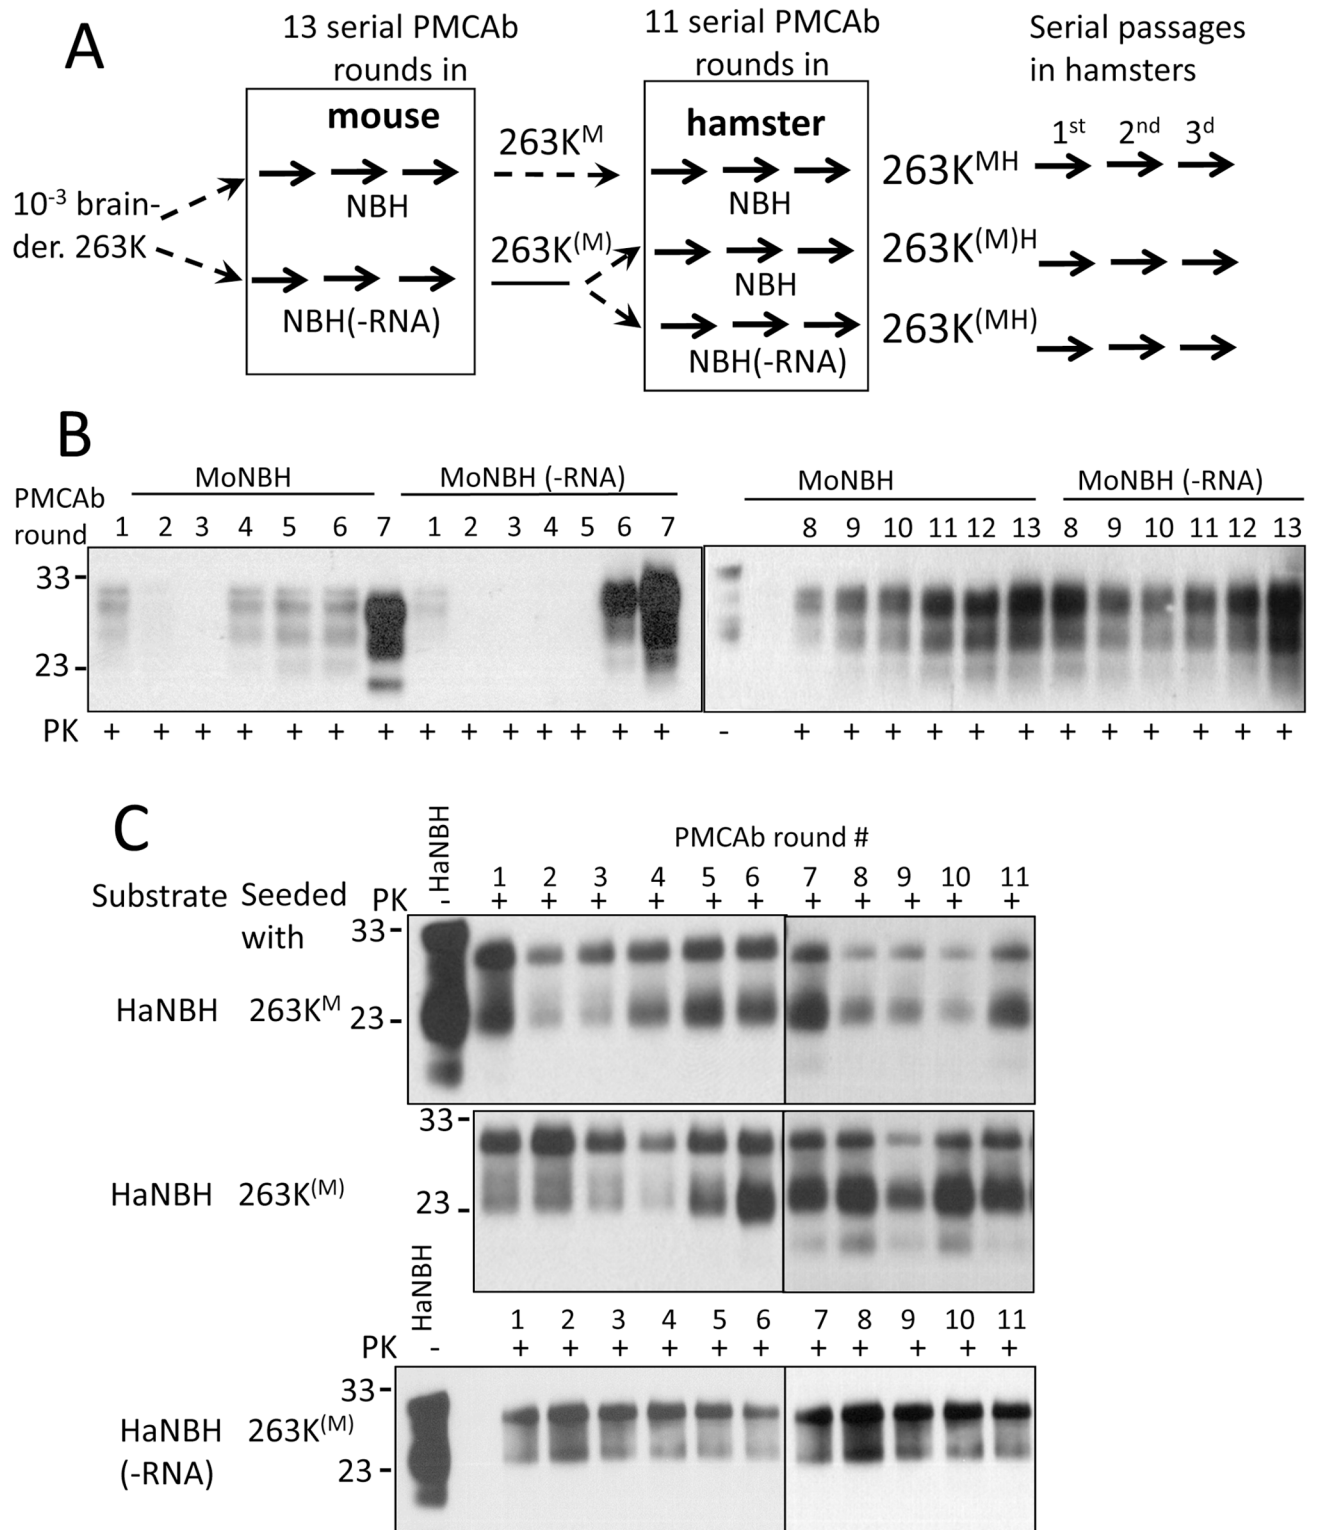 A
13 serial PMCAb
rounds in
11 serial PMCAb
rounds in
Serial passages
in hamsters
mouse
hamster
1st 2nd 3d
263KM
263KMH
NBH
NBH
10-3 brain-
der. 263K
263K(M)
263K(M)H
NBH
NBH(-RNA)
263K(MH)
NBH(-RNA)
B
MoNBH MoNBH (-RNA) MoNBH MoNBH (-RNA)
PMCAb
round
1 2 3 4 5 6 7 1 2 3 4 5 6 7 8 9 10 11 12 13 8 9 10 11 12 13
33
23
PK + + + + + + + + + + + + + + - + + + + + + + + + + + +
C
HaNBH
PMCAb round #
1 2 3 4 5 6 7 8 9 10 11
Substrate Seeded
with
PK - + + + + + + + + + + +
33
HaNBH 263KM 23
33
HaNBH 263K(M)
23
HaNBH
1 2 3 4 5 6 7 8 9 10 11
PK - + + + + + + + + + + +
33
HaNBH 263K(M)
(-RNA)
23